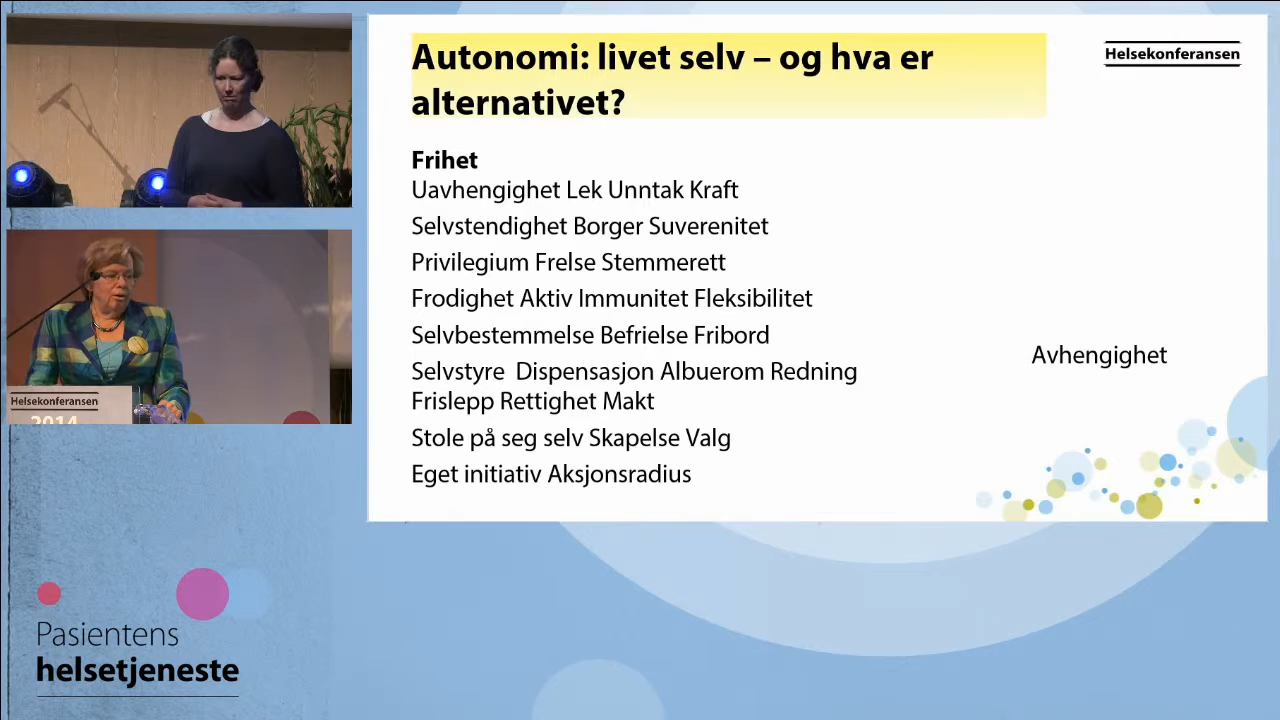 Autonomi: livet selv – og hva er
alternativet?
Helsekonferansen
Frihet
Uavhengighet Lek Unntak Kraft
Selvstendighet Borger Suverenitet
Privilegium Frelse Stemmerett
Frodighet Aktiv Immunitet Fleksibilitet
Selvbestemmelse Befrielse Fribord
Selvstyre Dispensasjon Albuerom Redning
Frislepp Rettighet Makt
Stole på seg selv Skapelse Valg
Eget initiativ Aksjonsradius
Avhengighet
Helsekonferansen
2014
Pasientens
helsetjeneste